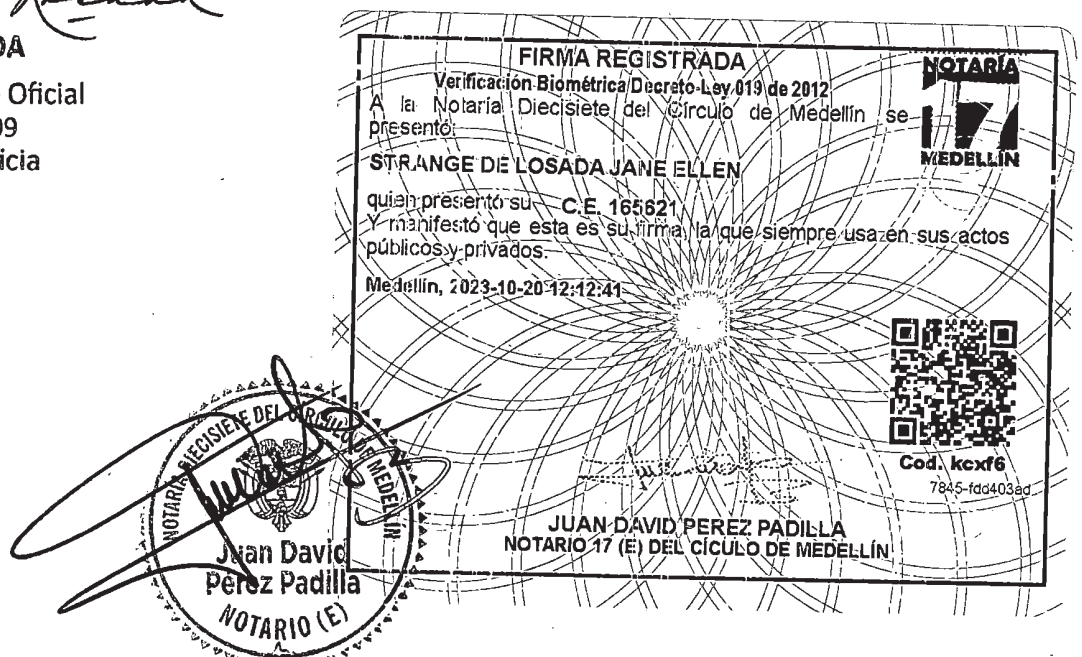 DA
Oficial
09
icia
FIRMA REGISTRADA
Verificación Biométrica Decreto-Ley 019 de 2012
A la Notaría Diecisiete del Círculo de Medellín se
presentó:
STRANGE DE LOSADA JANE ELLEN
quien presentó su C.E. 165621
Y manifestó que esta es su firma, la que siempre usa en sus actos
públicos y privados.
Medellín, 2023-10-20 12:12:41
NOTARÍA
17
MEDELLÍN
Cod. kcxf6
7845-fdd403ad
JUAN DAVID PEREZ PADILLA
NOTARIO 17 (E) DEL CÍCULO DE MEDELLÍN
NOTARIA DIECISIETE DEL CIRCULO DE MEDELLÍN
Juan David
Pérez Padilla
NOTARIO (E)